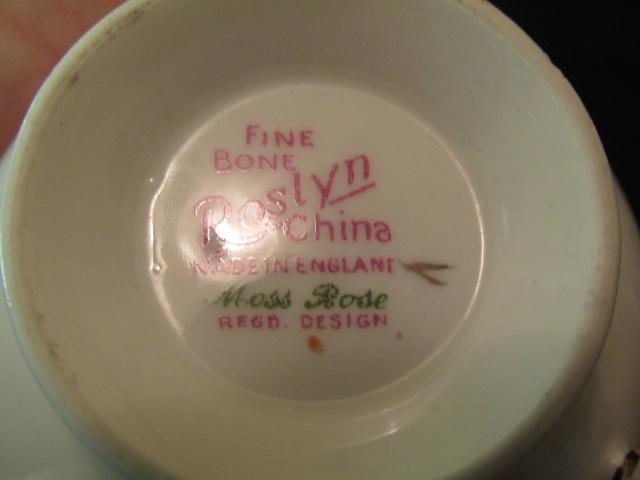 FINE
BONE
Roslyn
China
MADE IN ENGLAND
Moss Rose
REGD. DESIGN